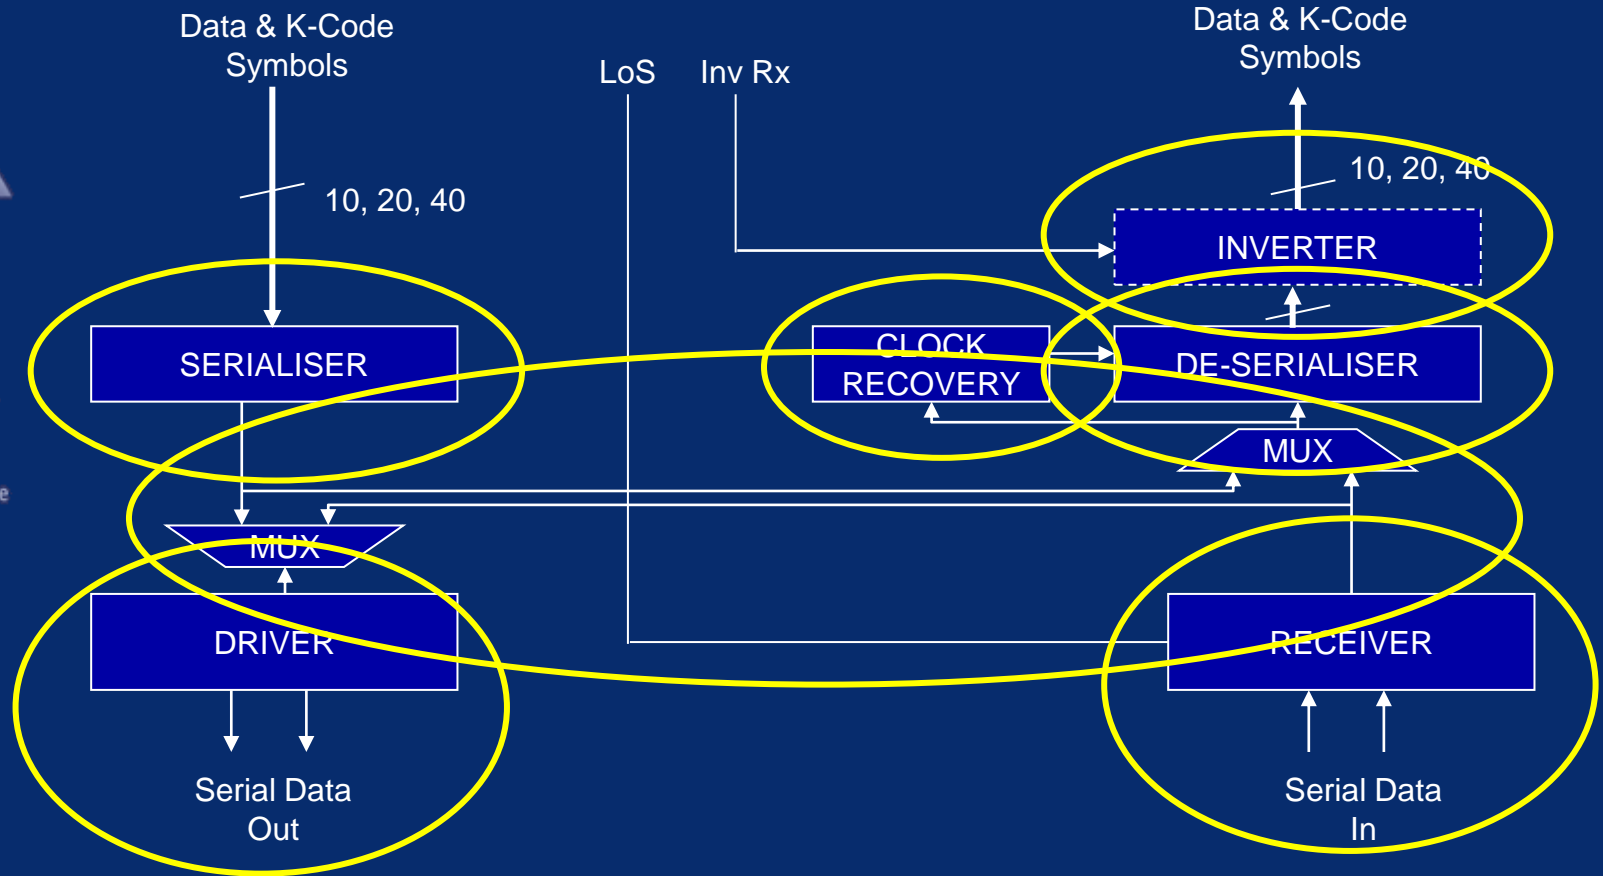 Data & K-Code
Symbols
Data & K-Code
Symbols
LoS
Inv Rx
10, 20, 40
10, 20, 40
INVERTER
SERIALISER
CLOCK
RECOVERY
DE-SERIALISER
MUX
MUX
DRIVER
RECEIVER
Serial Data
Out
Serial Data
In